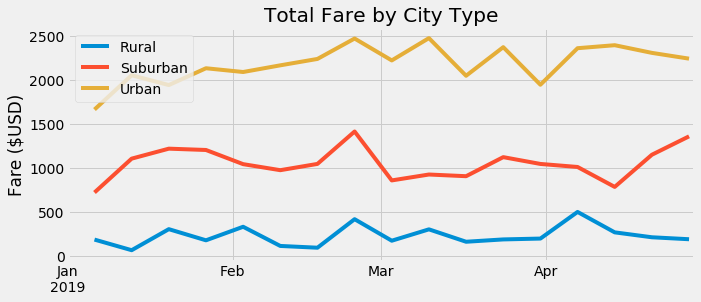 Total Fare by City Type
Fare ($USD)
2500
2000
1500
1000
500
0
Rural
Suburban
Urban
Jan
2019
Feb
Mar
Apr